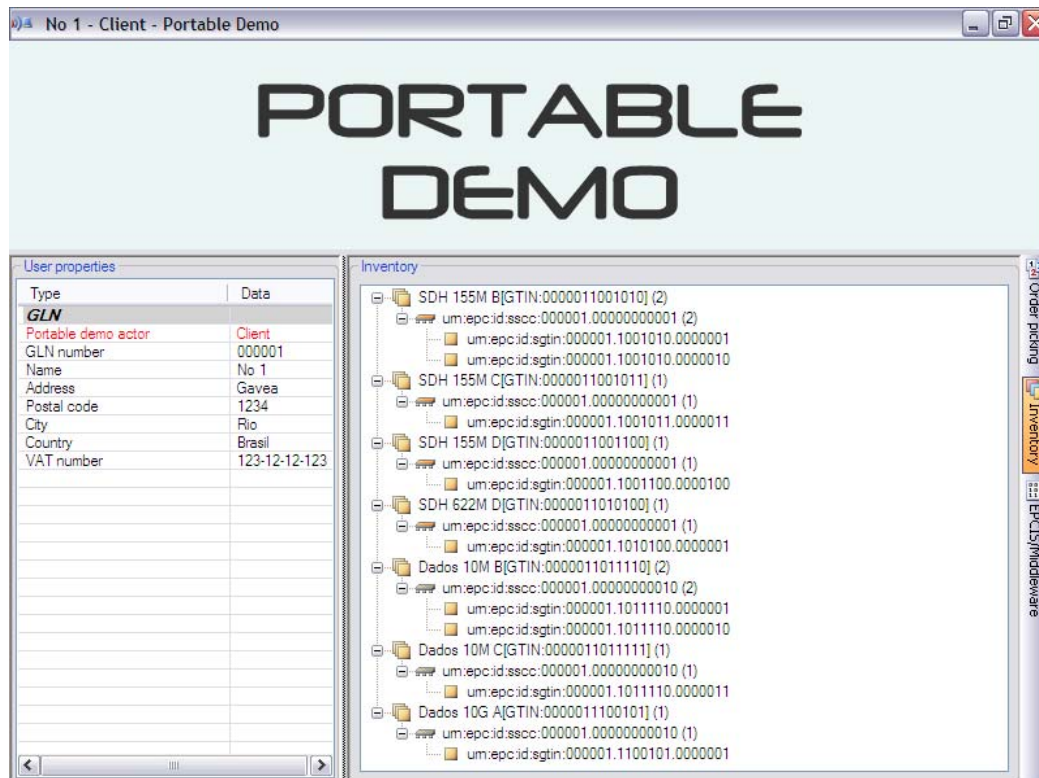 No 1 - Client - Portable Demo
PORTABLE
DEMO
User properties
Type Data
GLN
Portable demo actor Client
GLN number 000001
Name No 1
Address Gavea
Postal code 1234
City Rio
Country Brasil
VAT number 123-12-12-123
Inventory
SDH 155M B[GTIN:0000011001010] (2)
urn:epc:id:sscc:000001.00000000001 (2)
urn:epc:id:sgtin:000001.1001010.0000001
urn:epc:id:sgtin:000001.1001010.0000010
SDH 155M C[GTIN:0000011001011] (1)
urn:epc:id:sscc:000001.00000000001 (1)
urn:epc:id:sgtin:000001.1001011.0000011
SDH 155M D[GTIN:0000011001100] (1)
urn:epc:id:sscc:000001.00000000001 (1)
urn:epc:id:sgtin:000001.1001100.0000100
SDH 622M D[GTIN:0000011010100] (1)
urn:epc:id:sscc:000001.00000000001 (1)
urn:epc:id:sgtin:000001.1010100.0000001
Dados 10M B[GTIN:0000011011110] (2)
urn:epc:id:sscc:000001.00000000010 (2)
urn:epc:id:sgtin:000001.1011110.0000001
urn:epc:id:sgtin:000001.1011110.0000010
Dados 10M C[GTIN:0000011011111] (1)
urn:epc:id:sscc:000001.00000000010 (1)
urn:epc:id:sgtin:000001.1011110.0000011
Dados 10G A[GTIN:0000011100101] (1)
urn:epc:id:sscc:000001.00000000010 (1)
urn:epc:id:sgtin:000001.1100101.0000001
Order picking
Inventory
EPCIS/Middleware